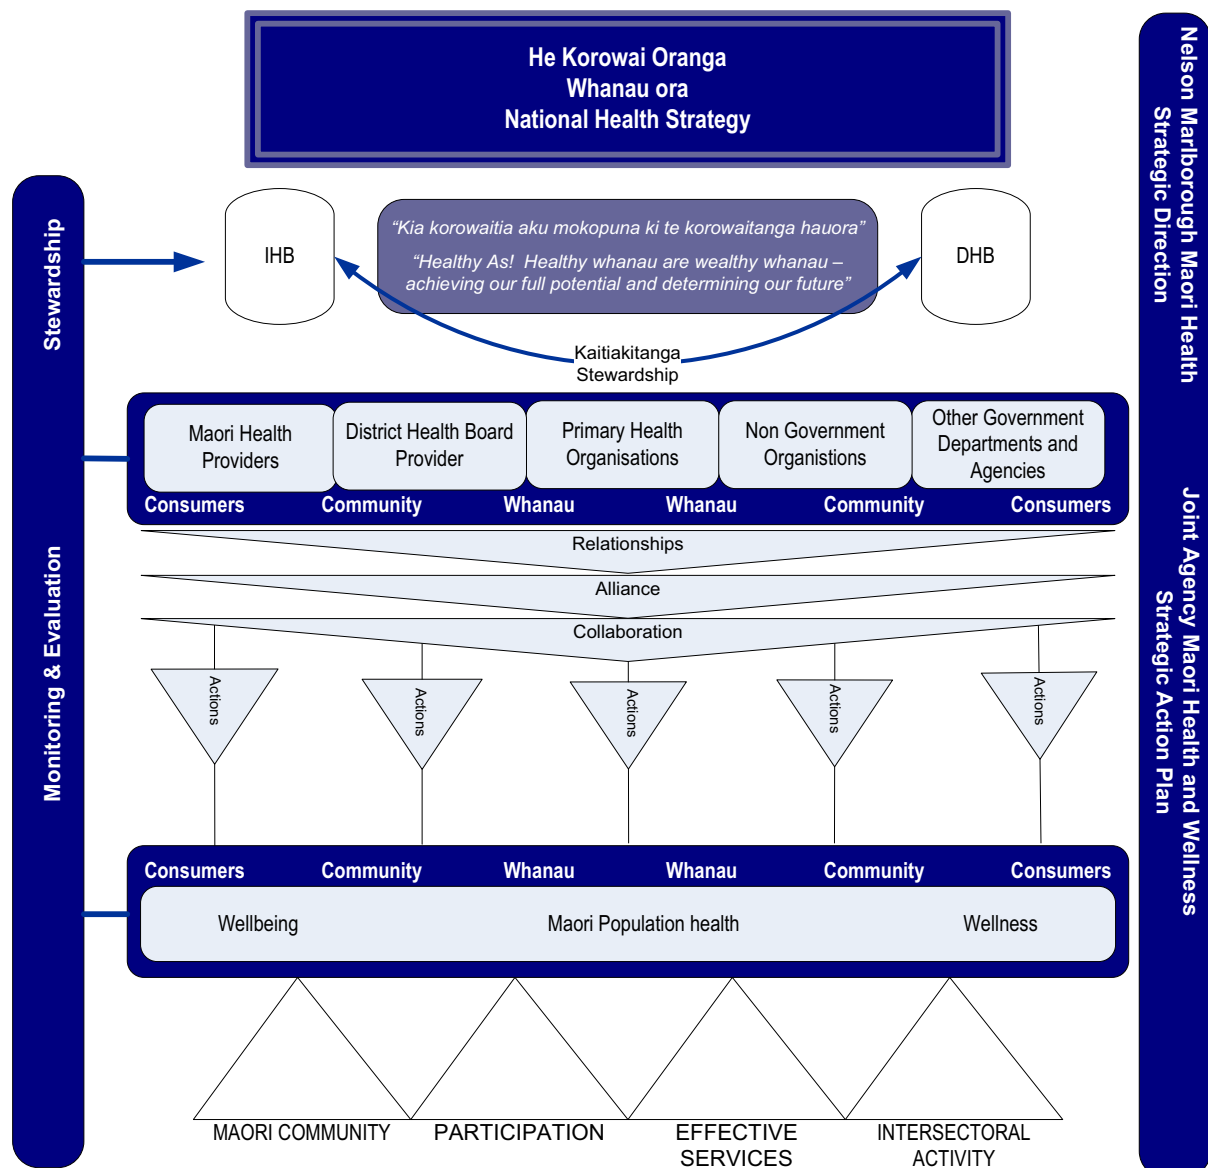 He Korowai Oranga
Whanau ora
National Health Strategy
Nelson Marlborough Maori Health
Strategic Direction
Stewardship
IHB
“Kia korowaitia aku mokopuna ki te korowaitanga hauora”
“Healthy As!  Healthy whanau are wealthy whanau –
achieving our full potential and determining our future”
DHB
Kaitiakitanga
Stewardship
Maori Health
Providers
District Health Board
Provider
Primary Health
Organisations
Non Government
Organistions
Other Government
Departments and
Agencies
Consumers Community Whanau Whanau Community Consumers
Relationships
Alliance
Collaboration
Actions Actions Actions Actions Actions
Monitoring & Evaluation
Joint Agency Maori Health and Wellness
Strategic Action Plan
Consumers Community Whanau Whanau Community Consumers
Wellbeing Maori Population health Wellness
MAORI COMMUNITY
PARTICIPATION
EFFECTIVE
SERVICES
INTERSECTORAL
ACTIVITY